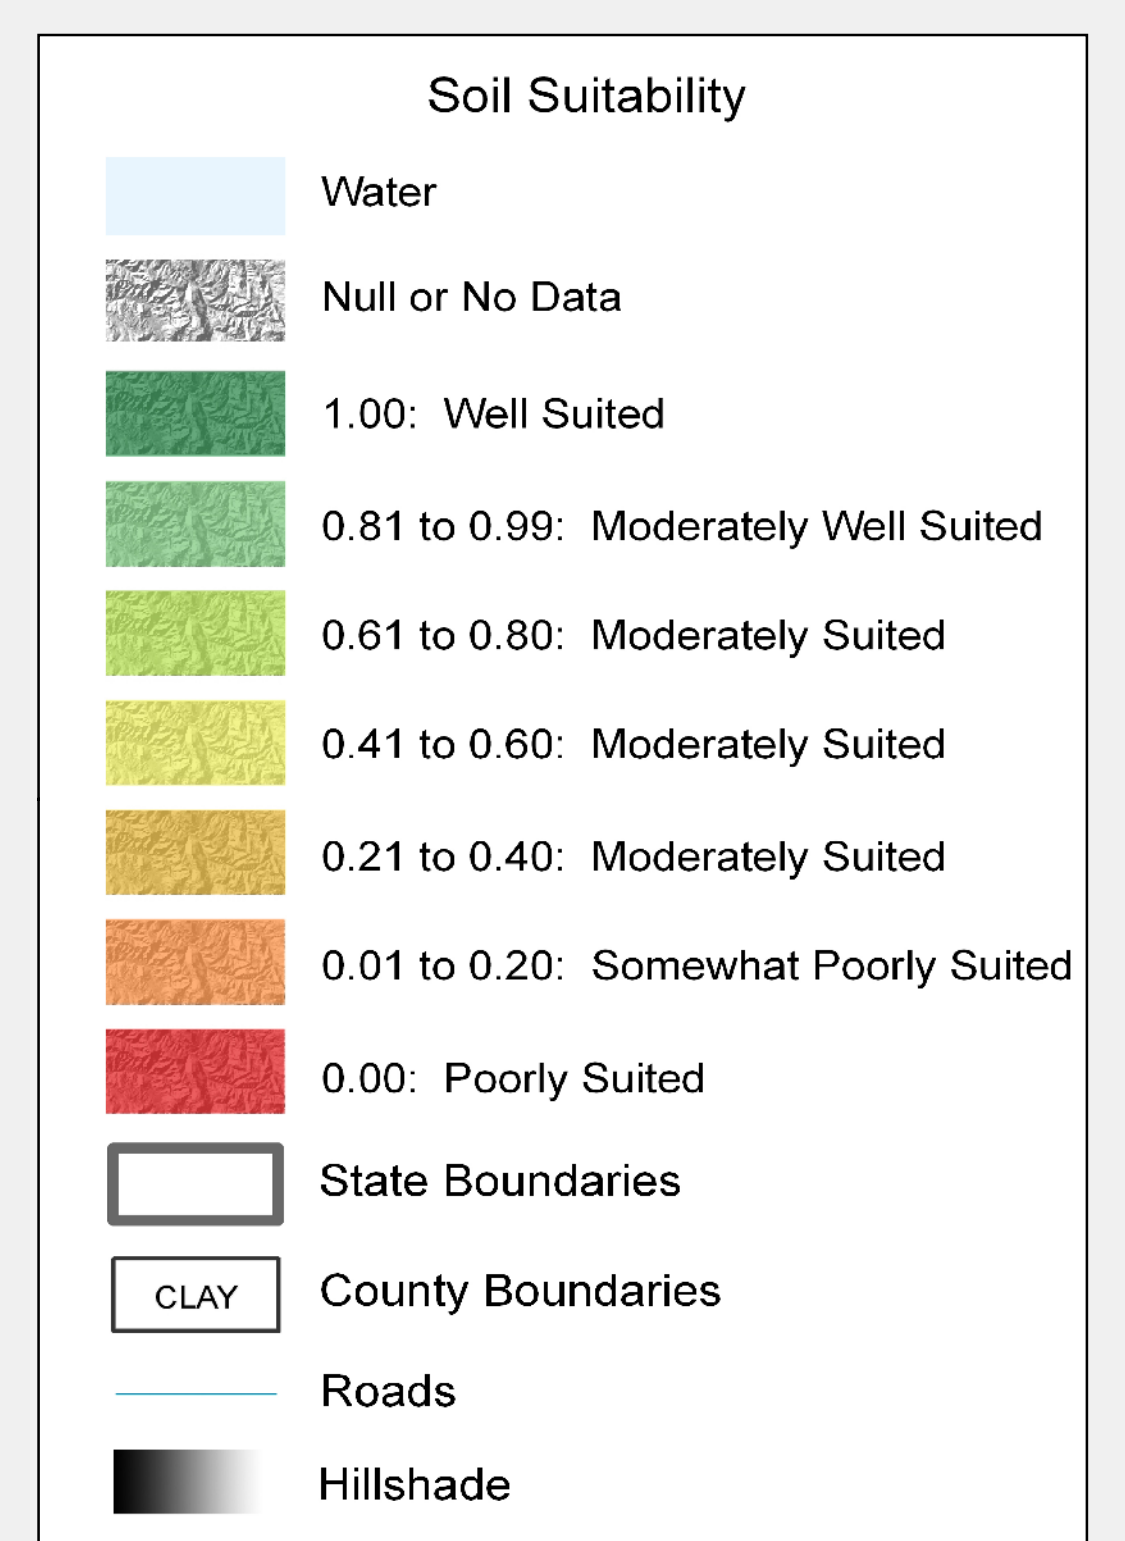 Soil Suitability
Water
Null or No Data
1.00: Well Suited
0.81 to 0.99: Moderately Well Suited
0.61 to 0.80: Moderately Suited
0.41 to 0.60: Moderately Suited
0.21 to 0.40: Moderately Suited
0.01 to 0.20: Somewhat Poorly Suited
0.00: Poorly Suited
State Boundaries
CLAY County Boundaries
Roads
Hillshade